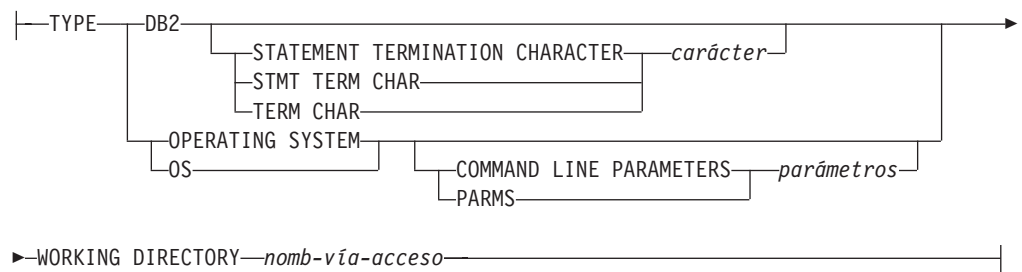 TYPE DB2
STATEMENT TERMINATION CHARACTER carácter
STMT TERM CHAR
TERM CHAR
OPERATING SYSTEM
OS
COMMAND LINE PARAMETERS parámetros
PARMS
WORKING DIRECTORY nomb-vía-acceso